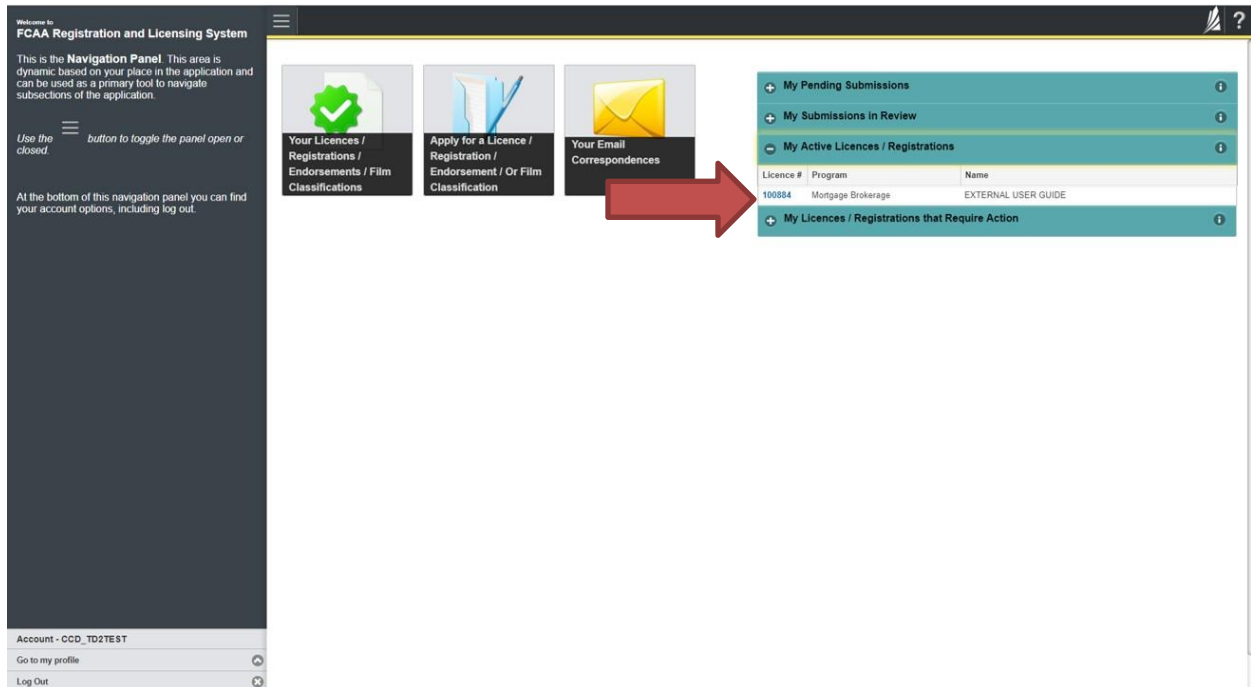 Welcome to
FCAA Registration and Licensing System
This is the Navigation Panel. This area is
dynamic based on your place in the application and
can be used as a primary tool to navigate
subsections of the application.
Use the button to toggle the panel open or
closed.
At the bottom of this navigation panel you can find
your account options, including log out.
Account - CCD_TD2TEST
Go to my profile
Log Out
?
Your Licences /
Registrations /
Endorsements / Film
Classifications
Apply for a Licence /
Registration /
Endorsement / Or Film
Classification
Your Email
Correspondences
My Pending Submissions
My Submissions in Review
My Active Licences / Registrations
Licence # Program Name
100884 Mortgage Brokerage EXTERNAL USER GUIDE
My Licences / Registrations that Require Action